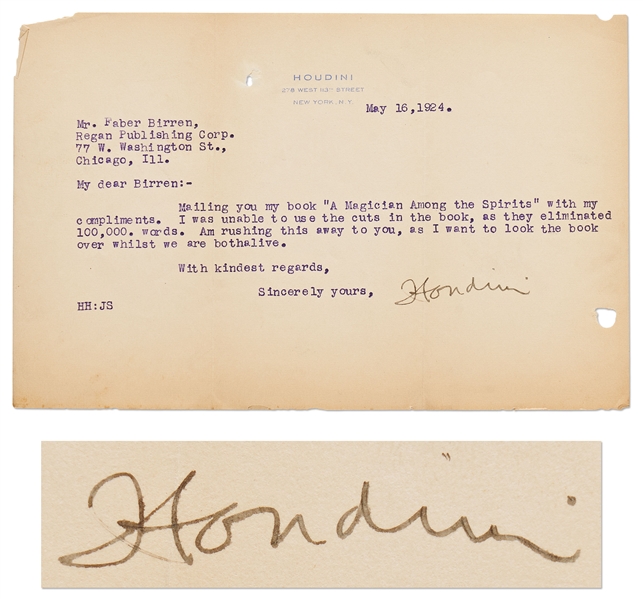 HOUDINI
278 WEST 113TH STREET
NEW YORK, N.Y.
May 16,1924.
Mr. Faber Birren,
Regan Publishing Corp.
77 W. Washington St.,
Chicago, Ill.
My dear Birren:-
Mailing you my book "A Magician Among the Spirits" with my
compliments. I was unable to use the cuts in the book, as they eliminated
100,000. words. Am rushing this away to you, as I want to look the book
over whilst we are bothalive.
With kindest regards,
Sincerely yours, Houdini
HH:JS
Houdini